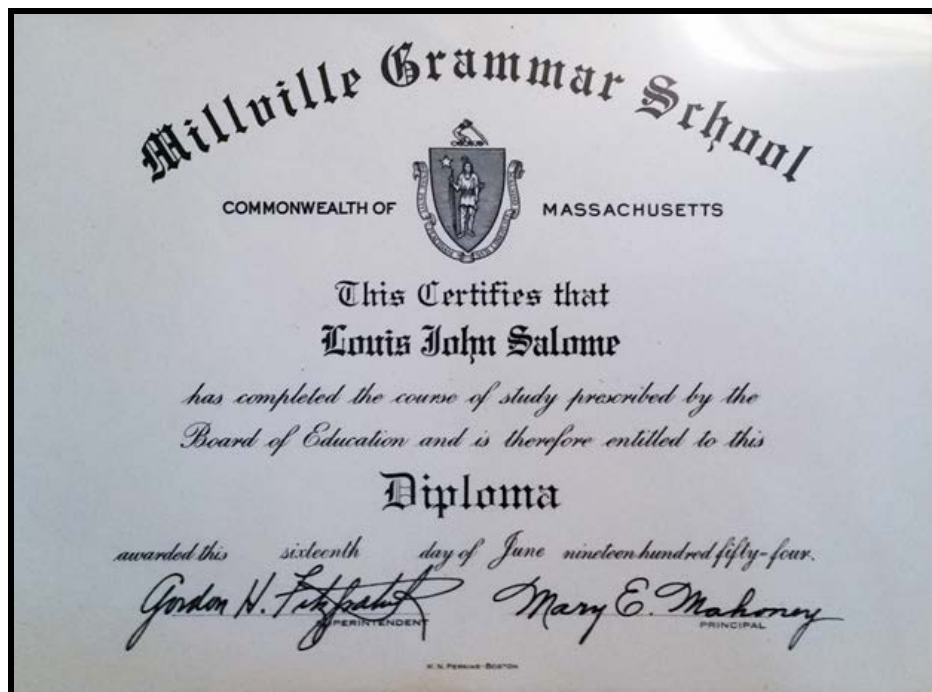 Millville Grammar School
COMMONWEALTH OF MASSACHUSETTS
This Certifies that
Louis John Salome
has completed the course of study prescribed by the
Board of Education and is therefore entitled to this
Diploma
awarded this sixteenth day of June nineteen hundred fifty-four.
Gordon H. Fitzpatrick Mary E. Mahoney
SUPERINTENDENT PRINCIPAL